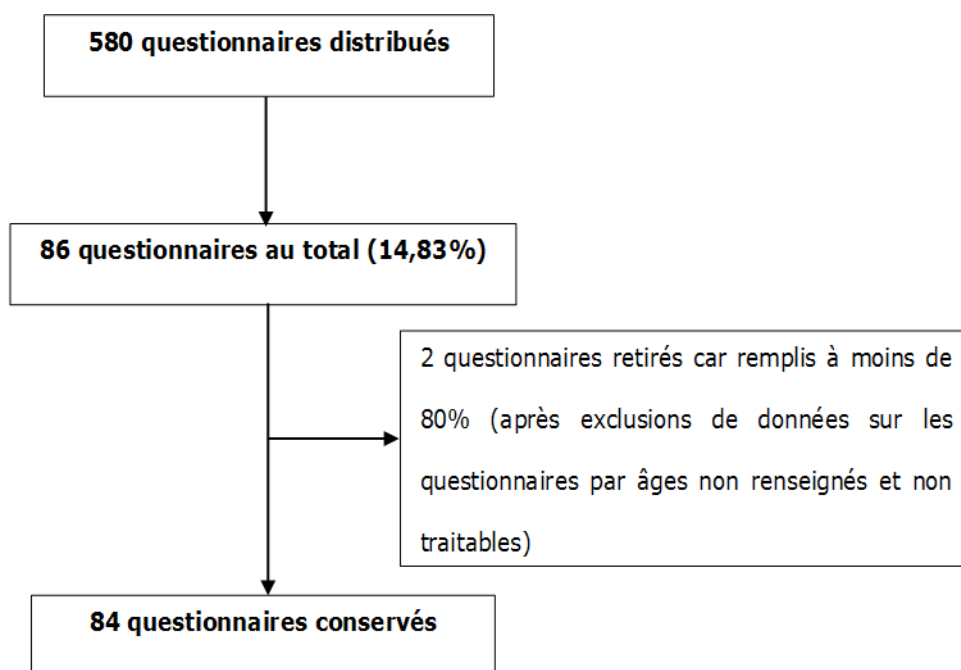 580 questionnaires distribués
86 questionnaires au total (14,83%)
2 questionnaires retirés car remplis à moins de
80% (après exclusions de données sur les
questionnaires par âges non renseignés et non
traitables)
84 questionnaires conservés